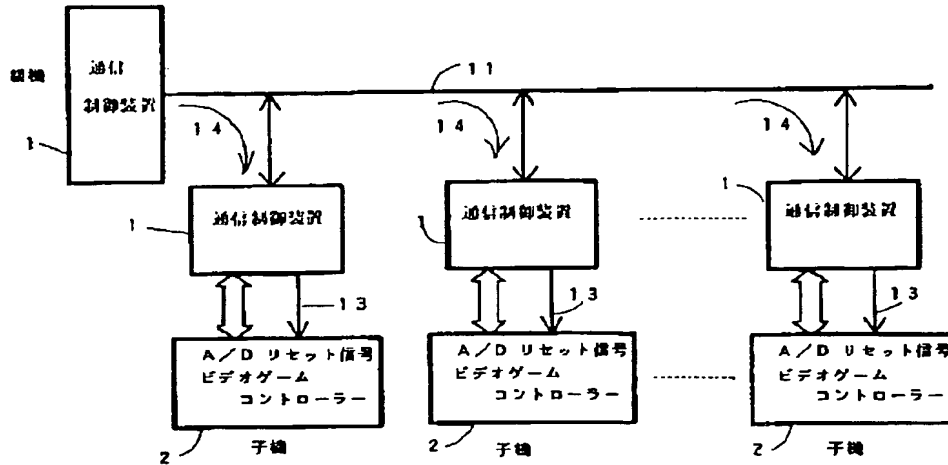 親機
通信
制御装置
1
11
14
14
14
1
通信制御装置
1
通信制御装置
1
通信制御装置
13
13
13
A/D リセット信号
ビデオゲーム
コントローラー
A/D リセット信号
ビデオゲーム
コントローラー
A/D リセット信号
ビデオゲーム
コントローラー
2
子機
2
子機
2
子機